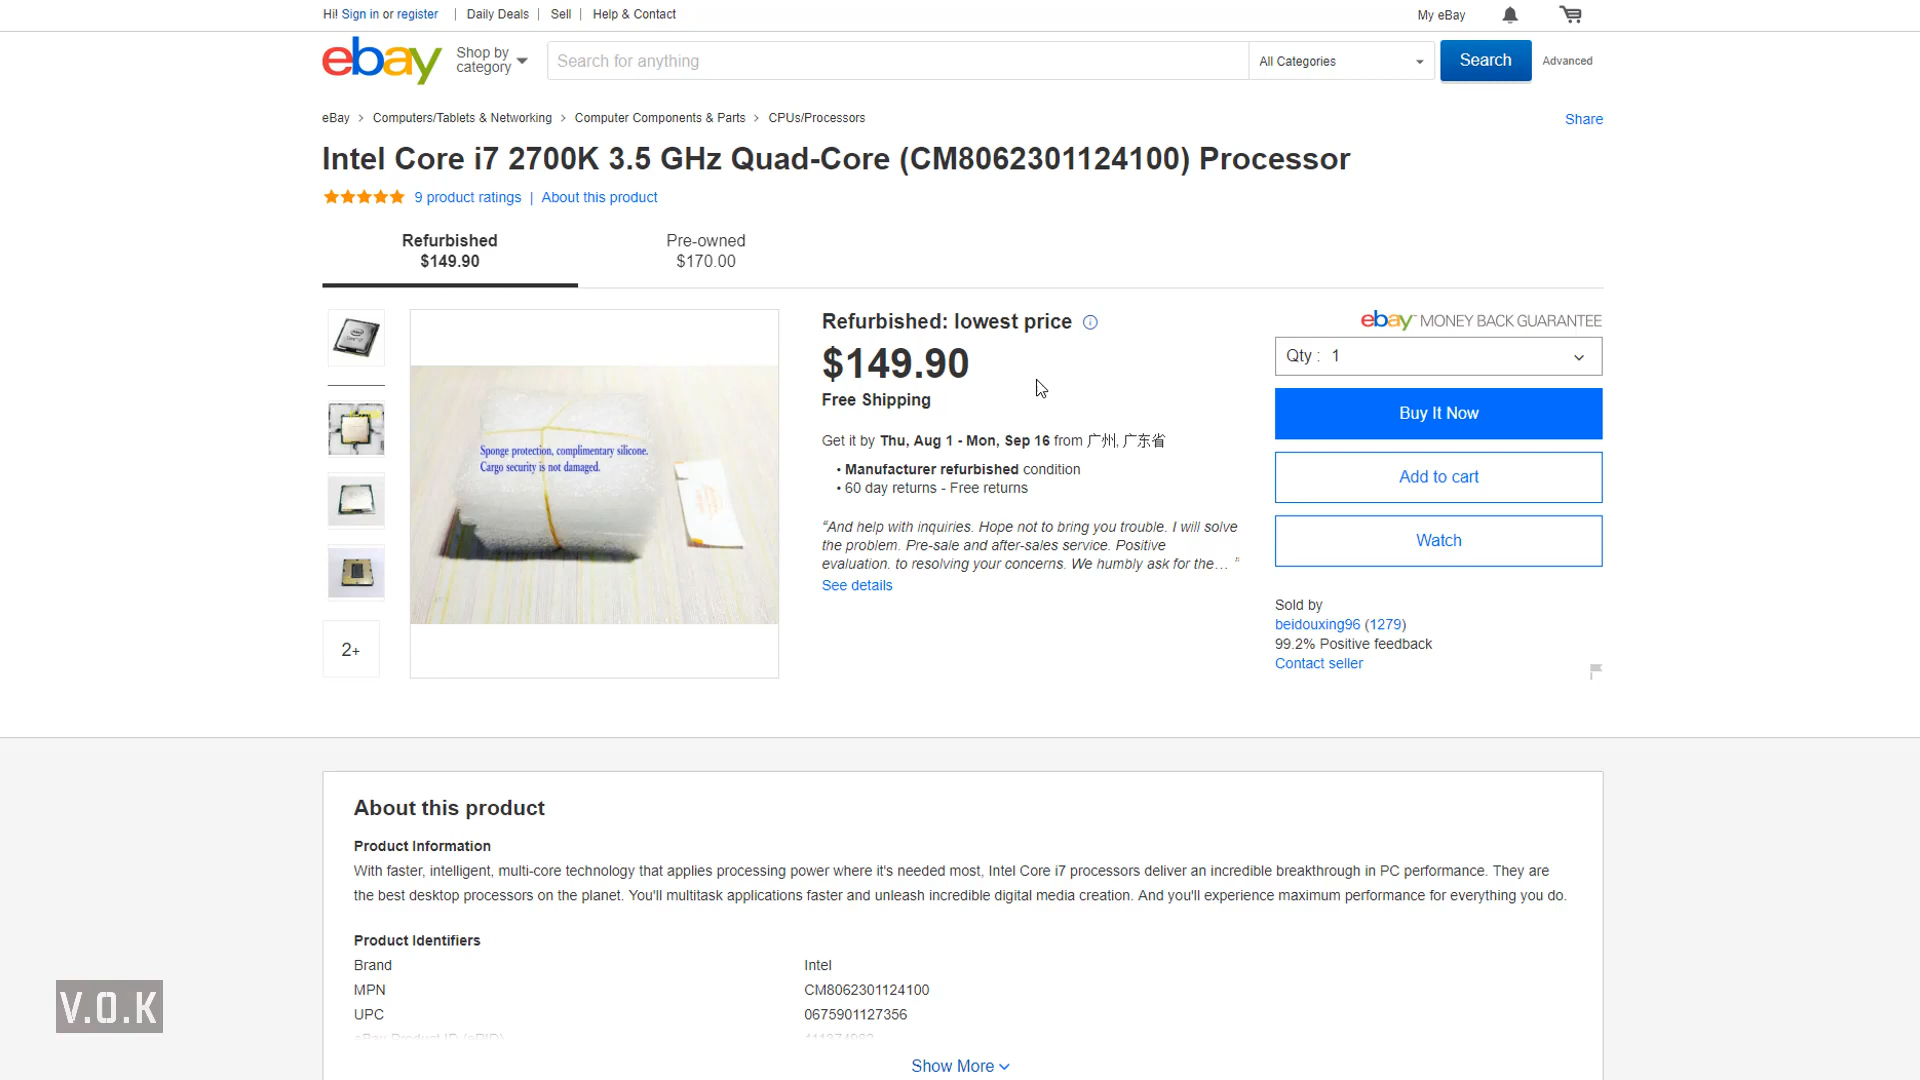 Hi! Sign in or register | Daily Deals | Sell | Help & Contact
My eBay
ebay
Shop by
category
Search for anything
All Categories
Search
Advanced
eBay > Computers/Tablets & Networking > Computer Components & Parts > CPUs/Processors
Share
Intel Core i7 2700K 3.5 GHz Quad-Core (CM8062301124100) Processor
9 product ratings | About this product
Refurbished
$149.90
Pre-owned
$170.00
2+
Sponge protection, complimentary silicone.
Cargo security is not damaged.
Refurbished: lowest price
$149.90
Free Shipping
Get it by Thu, Aug 1 - Mon, Sep 16 from 广州, 广东省
• Manufacturer refurbished condition
• 60 day returns - Free returns
“And help with inquiries. Hope not to bring you trouble. I will solve
the problem. Pre-sale and after-sales service. Positive
evaluation. to resolving your concerns. We humbly ask for the… ”
See details
ebay™ MONEY BACK GUARANTEE
Qty : 1
Buy It Now
Add to cart
Watch
Sold by
beidouxing96 (1279)
99.2% Positive feedback
Contact seller
About this product
Product Information
With faster, intelligent, multi-core technology that applies processing power where it's needed most, Intel Core i7 processors deliver an incredible breakthrough in PC performance. They are
the best desktop processors on the planet. You'll multitask applications faster and unleash incredible digital media creation. And you'll experience maximum performance for everything you do.
Product Identifiers
Brand Intel
MPN CM8062301124100
UPC 0675901127356
eBay Product ID (ePID)
Show More
V.O.K